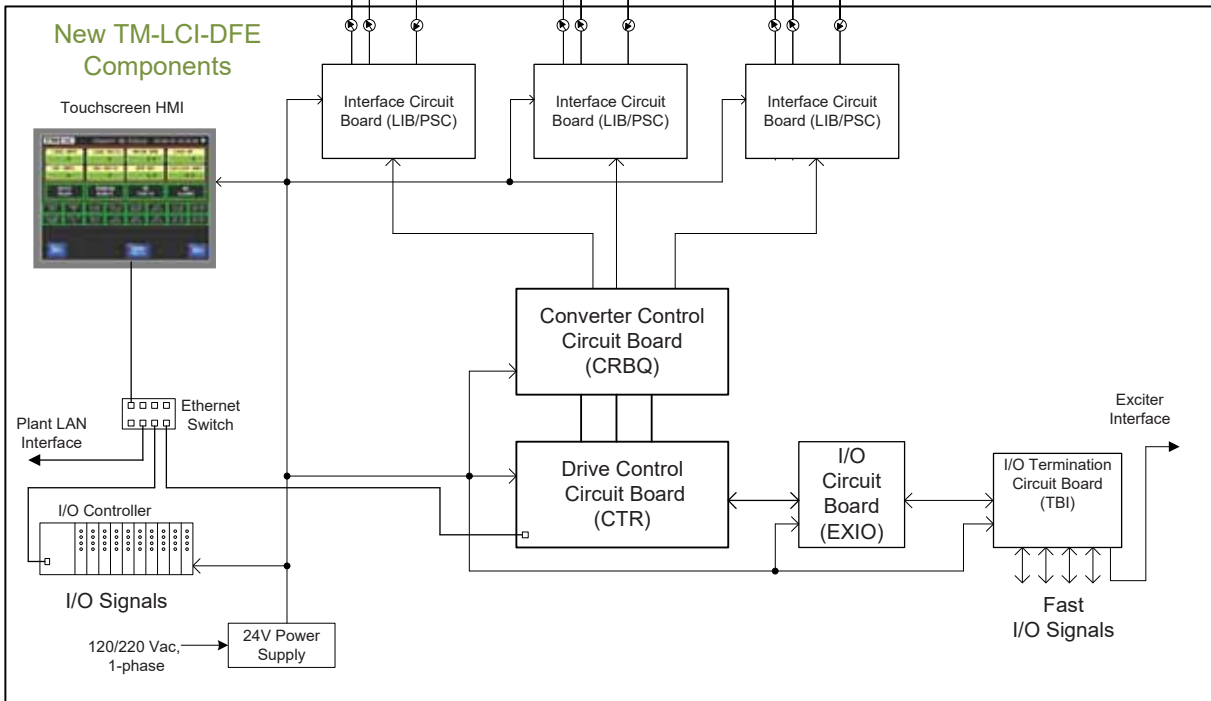 New TM-LCI-DFE
Components
Touchscreen HMI
Interface Circuit
Board (LIB/PSC)
Interface Circuit
Board (LIB/PSC)
Interface Circuit
Board (LIB/PSC)
Converter Control
Circuit Board
(CRBQ)
Ethernet
Switch
Plant LAN
Interface
Exciter
Interface
Drive Control
Circuit Board
(CTR)
I/O
Circuit
Board
(EXIO)
I/O Termination
Circuit Board
(TBI)
I/O Controller
I/O Signals
Fast
I/O Signals
24V Power
Supply
120/220 Vac,
1-phase